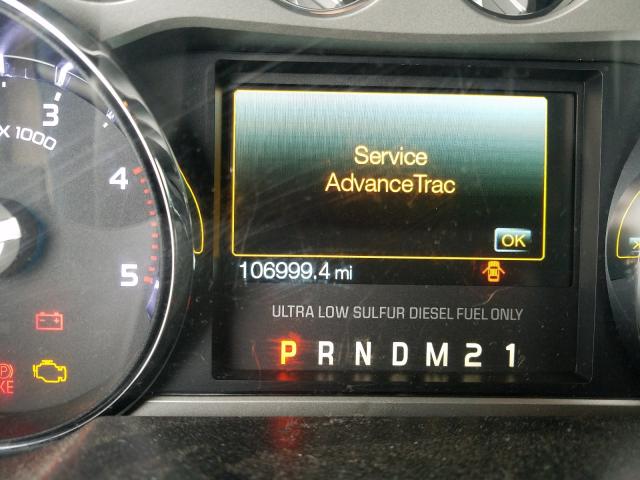 3
X 1000
4
5
Service
AdvanceTrac
OK
106999.4 mi
ULTRA LOW SULFUR DIESEL FUEL ONLY
P R N D M 2 1